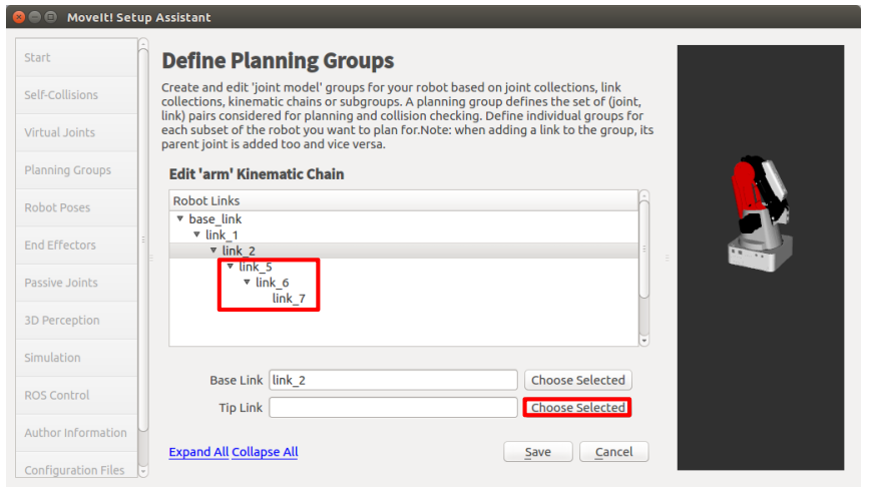 MoveIt! Setup Assistant
Start
Self-Collisions
Virtual Joints
Planning Groups
Robot Poses
End Effectors
Passive Joints
3D Perception
Simulation
ROS Control
Author Information
Configuration Files
Define Planning Groups
Create and edit 'joint model' groups for your robot based on joint collections, link
collections, kinematic chains or subgroups. A planning group defines the set of (joint,
link) pairs considered for planning and collision checking. Define individual groups for
each subset of the robot you want to plan for.Note: when adding a link to the group, its
parent joint is added too and vice versa.
Edit 'arm' Kinematic Chain
Robot Links
base_link
link_1
link_2
link_5
link_6
link_7
Base Link link_2 Choose Selected
Tip Link Choose Selected
Expand All Collapse All Save Cancel